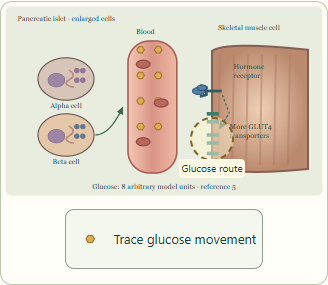 Pancreatic islet · enlarged cells
Blood
Skeletal muscle cell
Hormone
receptor
Alpha cell
More GLUT4
transporters
Beta cell
Glucose route
Glucose: 8 arbitrary model units · reference 5
Trace glucose movement